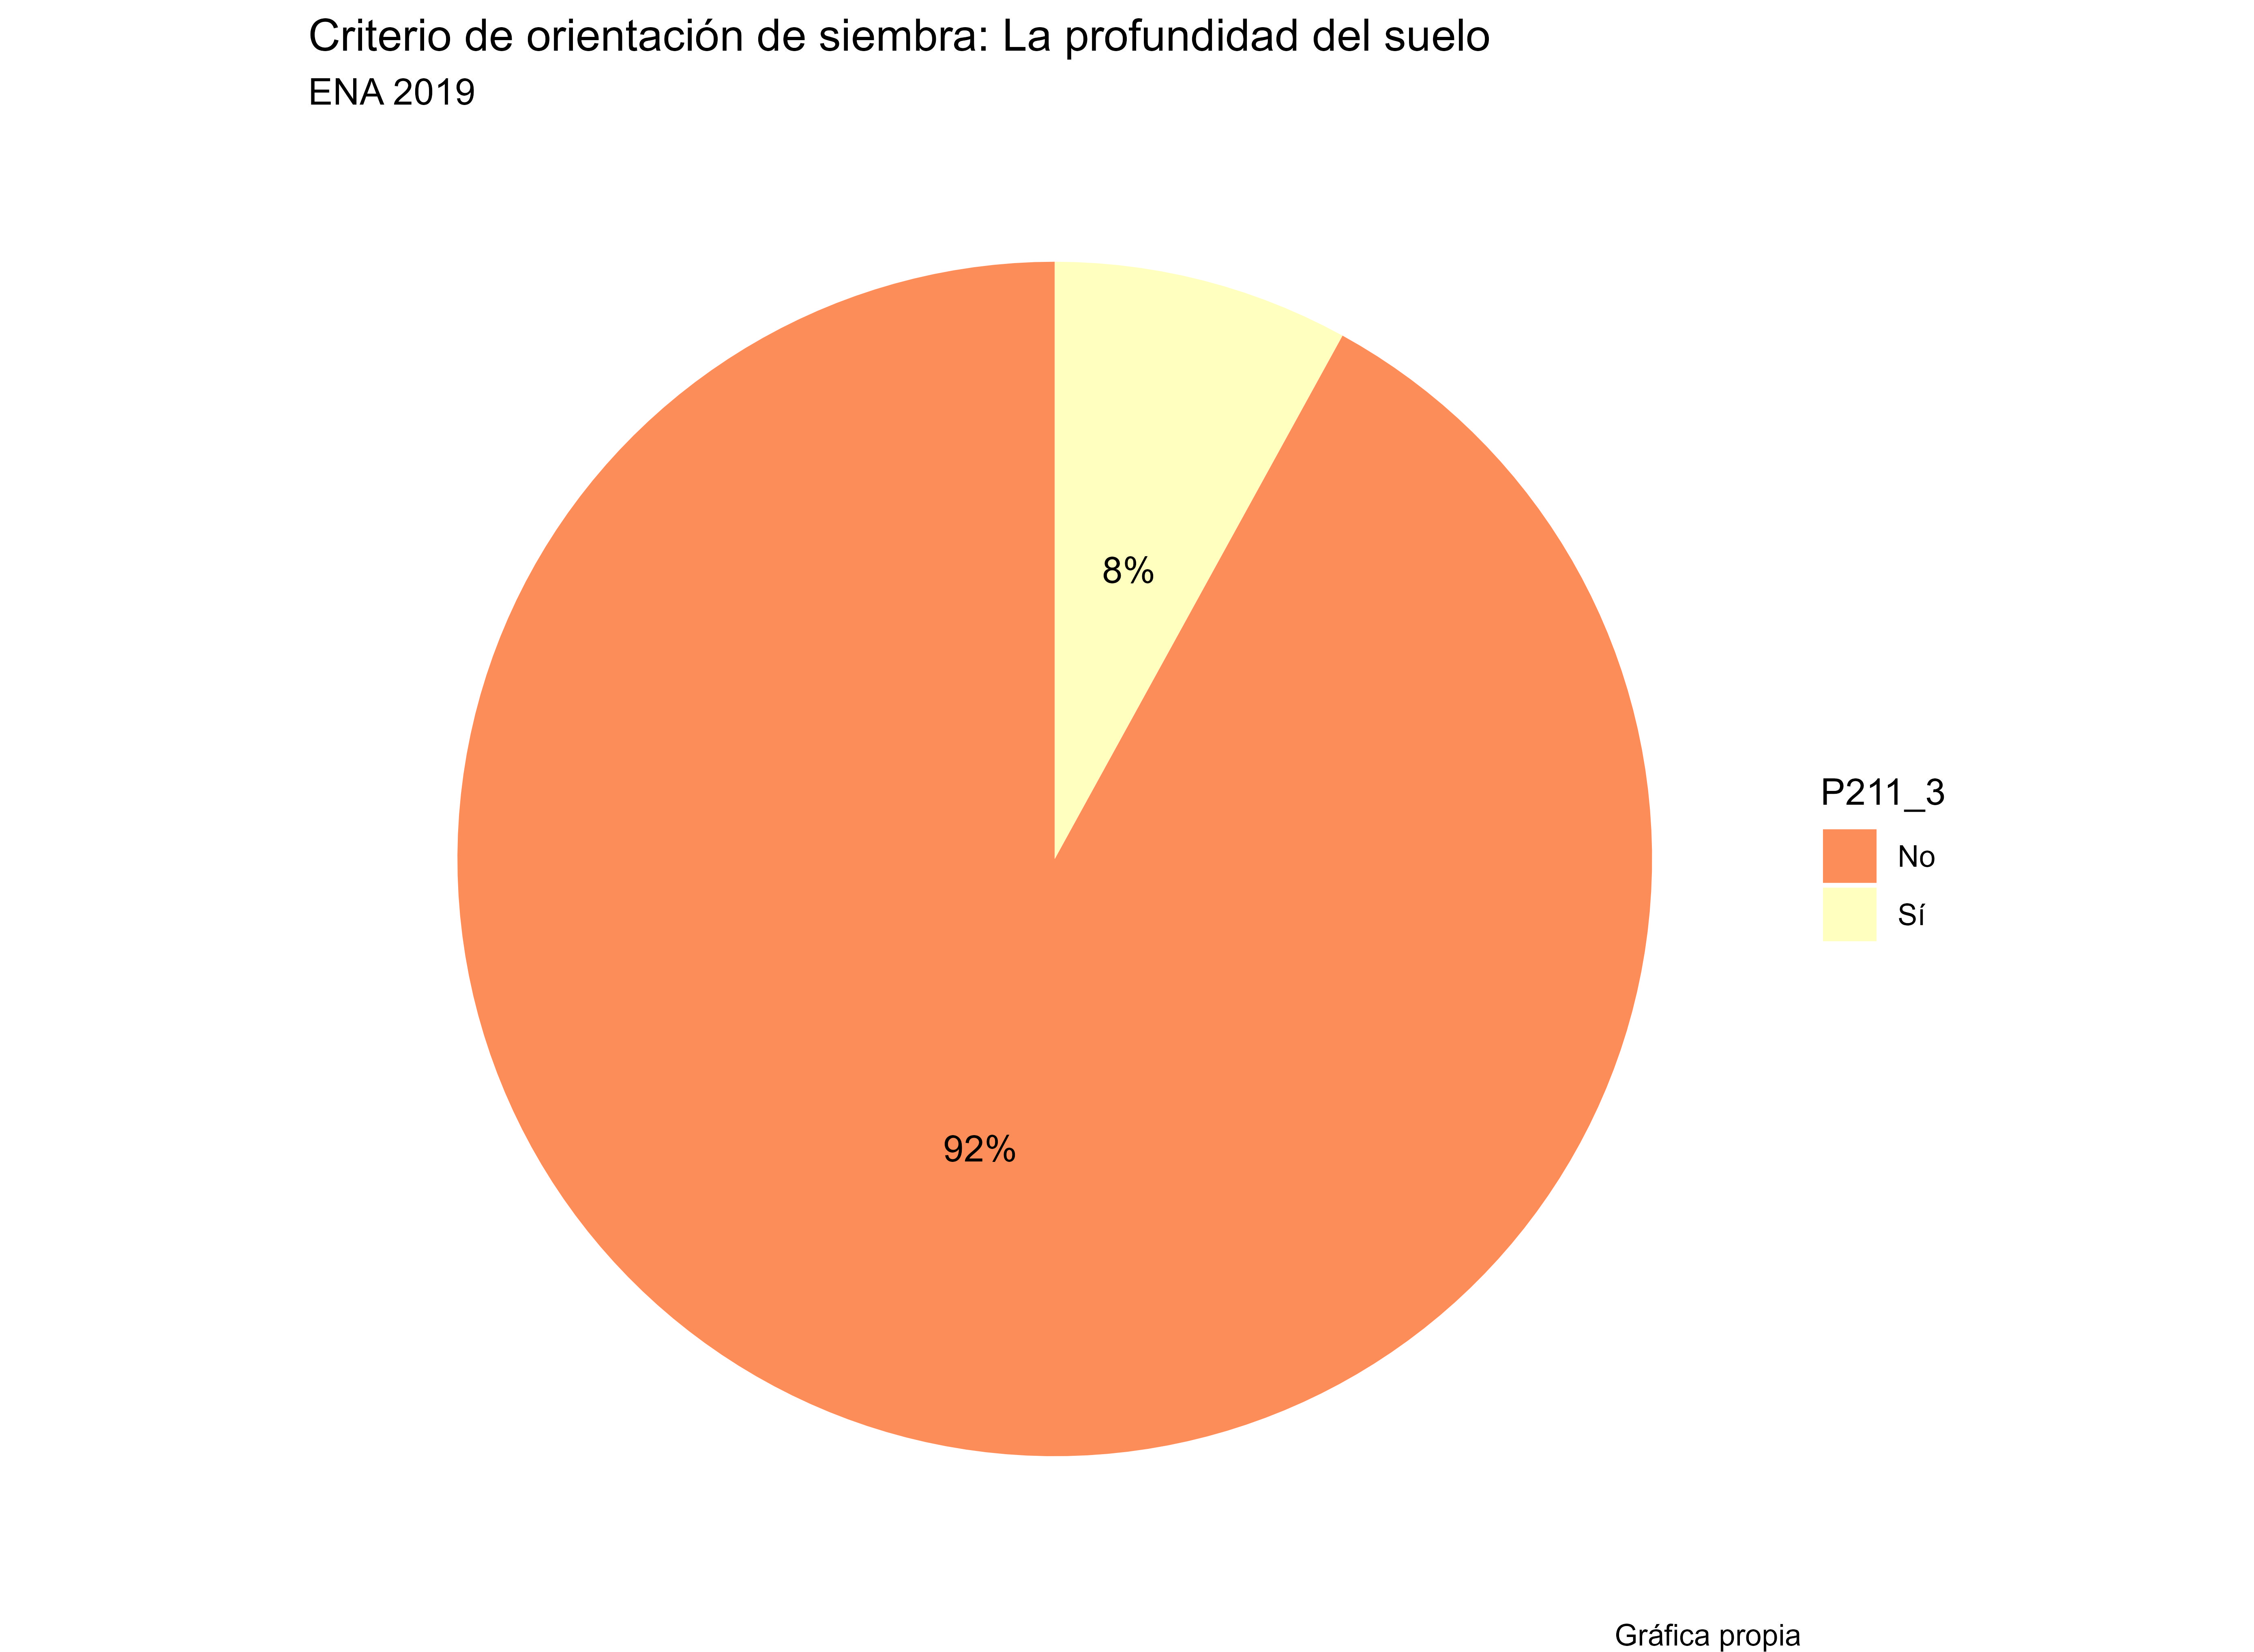 Criterio de orientación de siembra: La profundidad del suelo
ENA 2019
8%
92%
P211_3
No
Sí
Gráfica propia